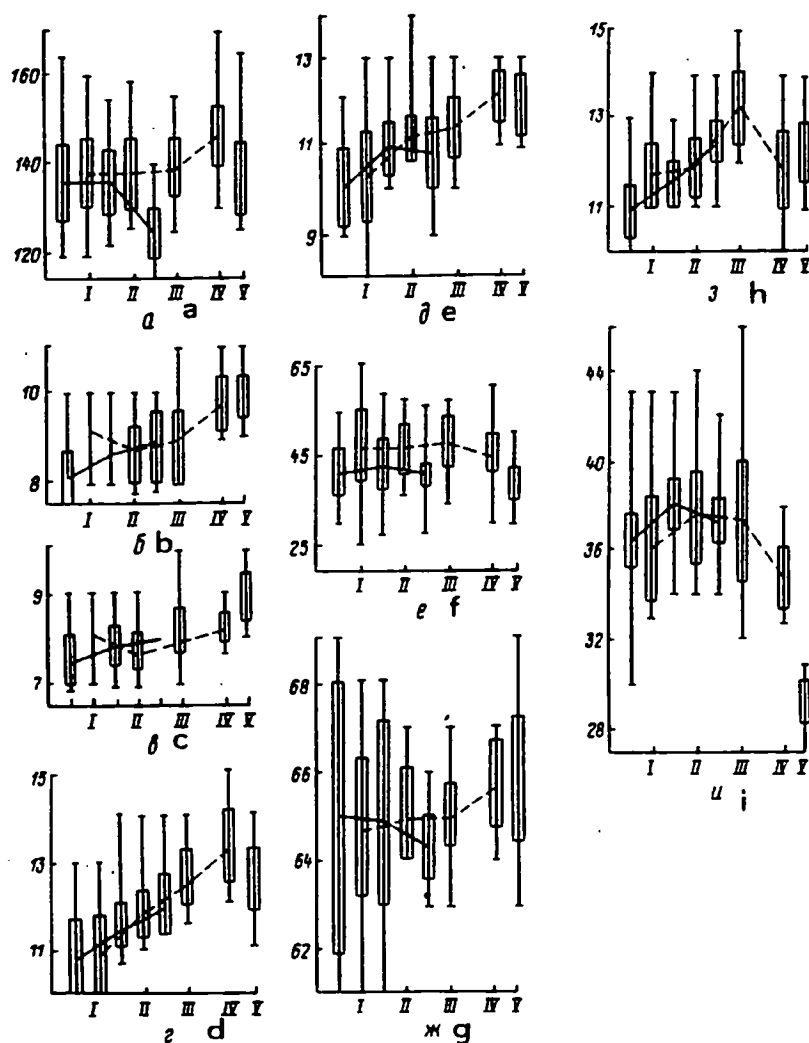 160
140
120
I II III IV V
а a
10
8
I II III IV V
б b
9
7
I II III IV V
в c
15
13
11
I II III IV V
г d
13
11
9
I II III IV V
д e
65
45
25
I II III IV V
е f
68
66
64
62
I II III IV V
ж g
15
13
11
I II III IV V
з h
44
40
36
32
28
I II III IV V
и i